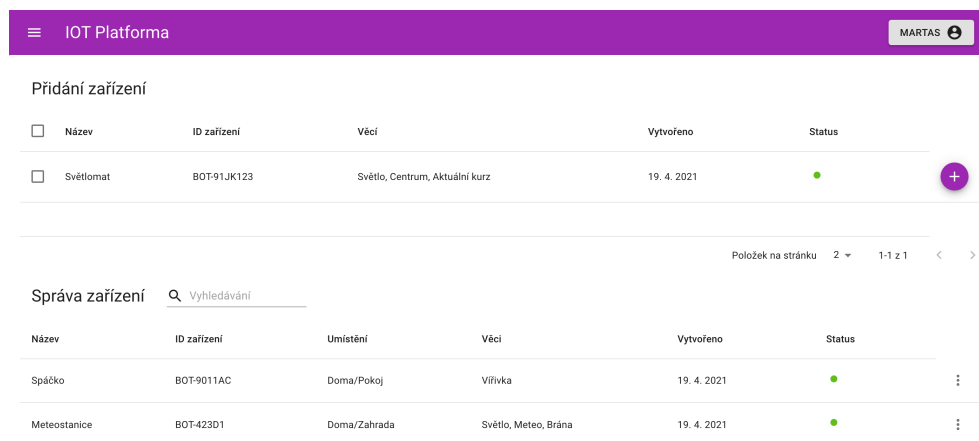 IOT Platforma MARTAS
Přidání zařízení
Název ID zařízení Věcí Vytvořeno Status
Světlomat BOT-91JK123 Světlo, Centrum, Aktuální kurz 19. 4. 2021
Položek na stránku 2 1-1 z 1
Správa zařízení Vyhledávání
Název ID zařízení Umístění Věci Vytvořeno Status
Spáčko BOT-9011AC Doma/Pokoj Vířivka 19. 4. 2021
Meteostanice BOT-423D1 Doma/Zahrada Světlo, Meteo, Brána 19. 4. 2021